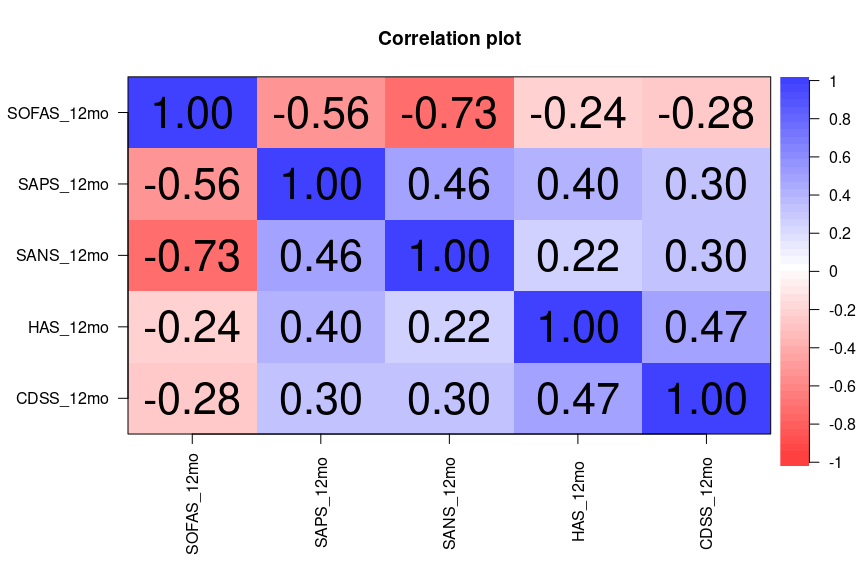 Correlation plot
SOFAS_12mo 1.00 -0.56 -0.73 -0.24 -0.28
SAPS_12mo -0.56 1.00 0.46 0.40 0.30
SANS_12mo -0.73 0.46 1.00 0.22 0.30
HAS_12mo -0.24 0.40 0.22 1.00 0.47
CDSS_12mo -0.28 0.30 0.30 0.47 1.00
SOFAS_12mo
SAPS_12mo
SANS_12mo
HAS_12mo
CDSS_12mo
1
0.8
0.6
0.4
0.2
0
-0.2
-0.4
-0.6
-0.8
-1